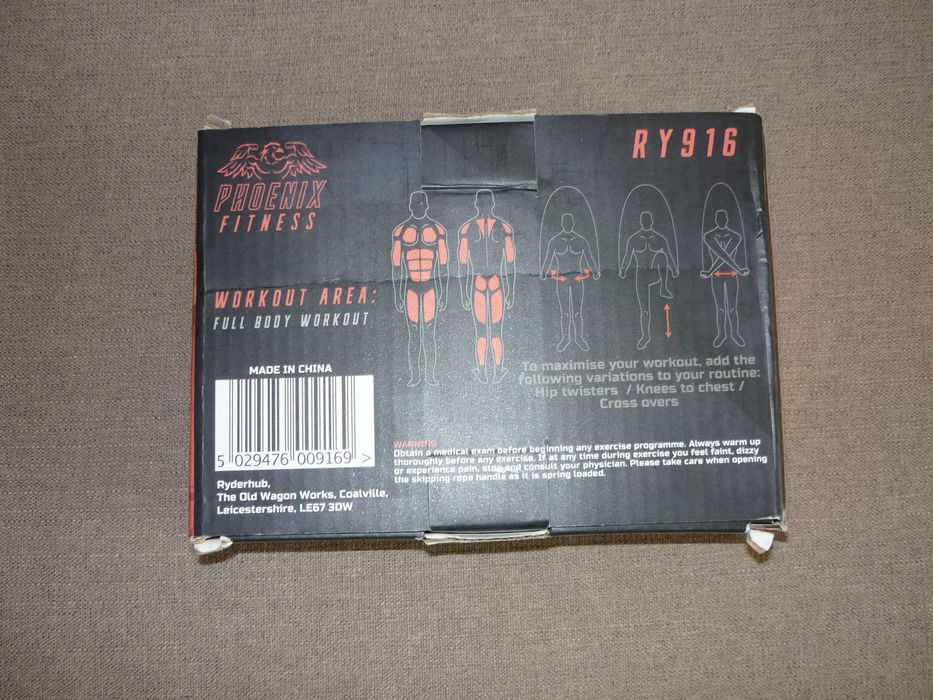 PHOENIX
FITNESS
RY916
WORKOUT AREA:
FULL BODY WORKOUT
To maximise your workout, add the
following variations to your routine:
Hip twisters / Knees to chest /
Cross overs
MADE IN CHINA
5 029476 009169 >
WARNING
Obtain a medical exam before beginning any exercise programme. Always warm up
thoroughly before any exercise. If at any time during exercise you feel faint, dizzy
or experience pain, stop and consult your physician. Please take care when opening
the skipping rope handle as it is spring loaded.
Ryderhub,
The Old Wagon Works, Coalville,
Leicestershire, LE67 3DW